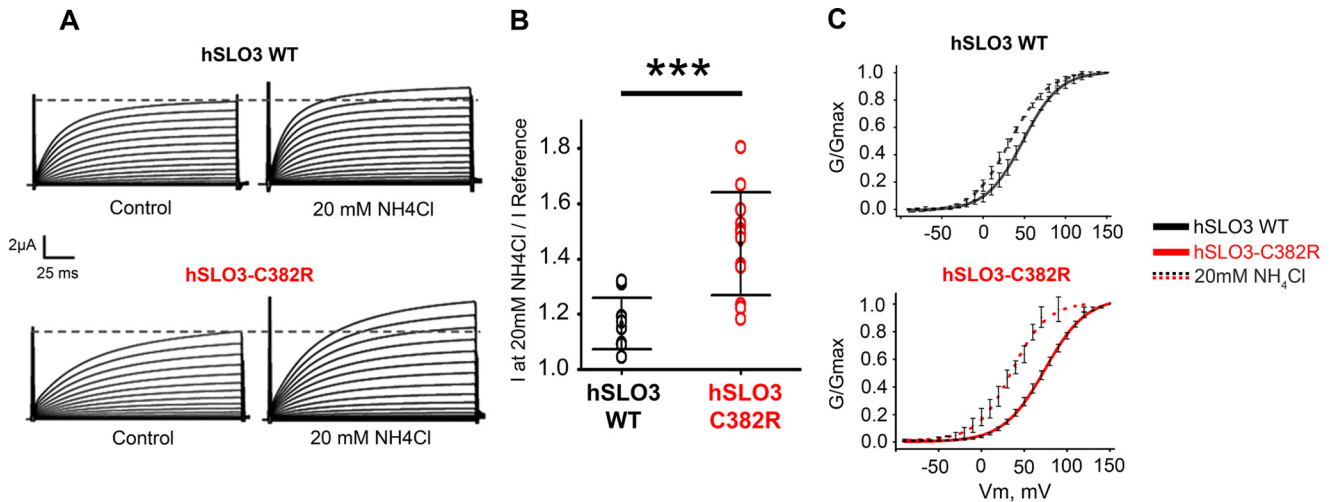 A
hSLO3 WT
Control
20 mM NH4Cl
2µA
25 ms
hSLO3-C382R
Control
20 mM NH4Cl
B
***
I at 20mM NH4Cl / I Reference
1.8
1.6
1.4
1.2
1.0
hSLO3
WT
hSLO3
C382R
C
hSLO3 WT
G/Gmax
1.0
0.8
0.6
0.4
0.2
0.0
-50 0 50 100 150
hSLO3-C382R
G/Gmax
1.0
0.8
0.6
0.4
0.2
0.0
-50 0 50 100 150
Vm, mV
hSLO3 WT
hSLO3-C382R
20mM NH₄Cl